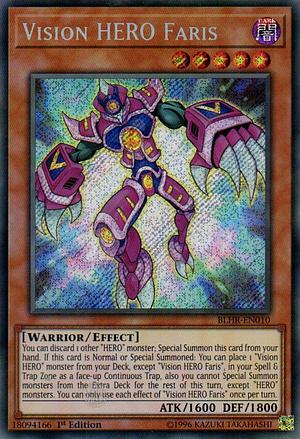 Vision HERO Faris
DARK
闇
BLHR-EN010
[Warrior/Effect]
You can discard 1 other "HERO" monster; Special Summon this card from your
hand. If this card is Normal or Special Summoned: You can place 1 "Vision
HERO" monster from your Deck, except "Vision HERO Faris", in your Spell &
Trap Zone as a face-up Continuous Trap, also you cannot Special Summon
monsters from the Extra Deck for the rest of this turn, except "HERO"
monsters. You can only use each effect of "Vision HERO Faris" once per turn.
ATK/1600 DEF/1800
18094166 1st Edition ©1996 KAZUKI TAKAHASHI